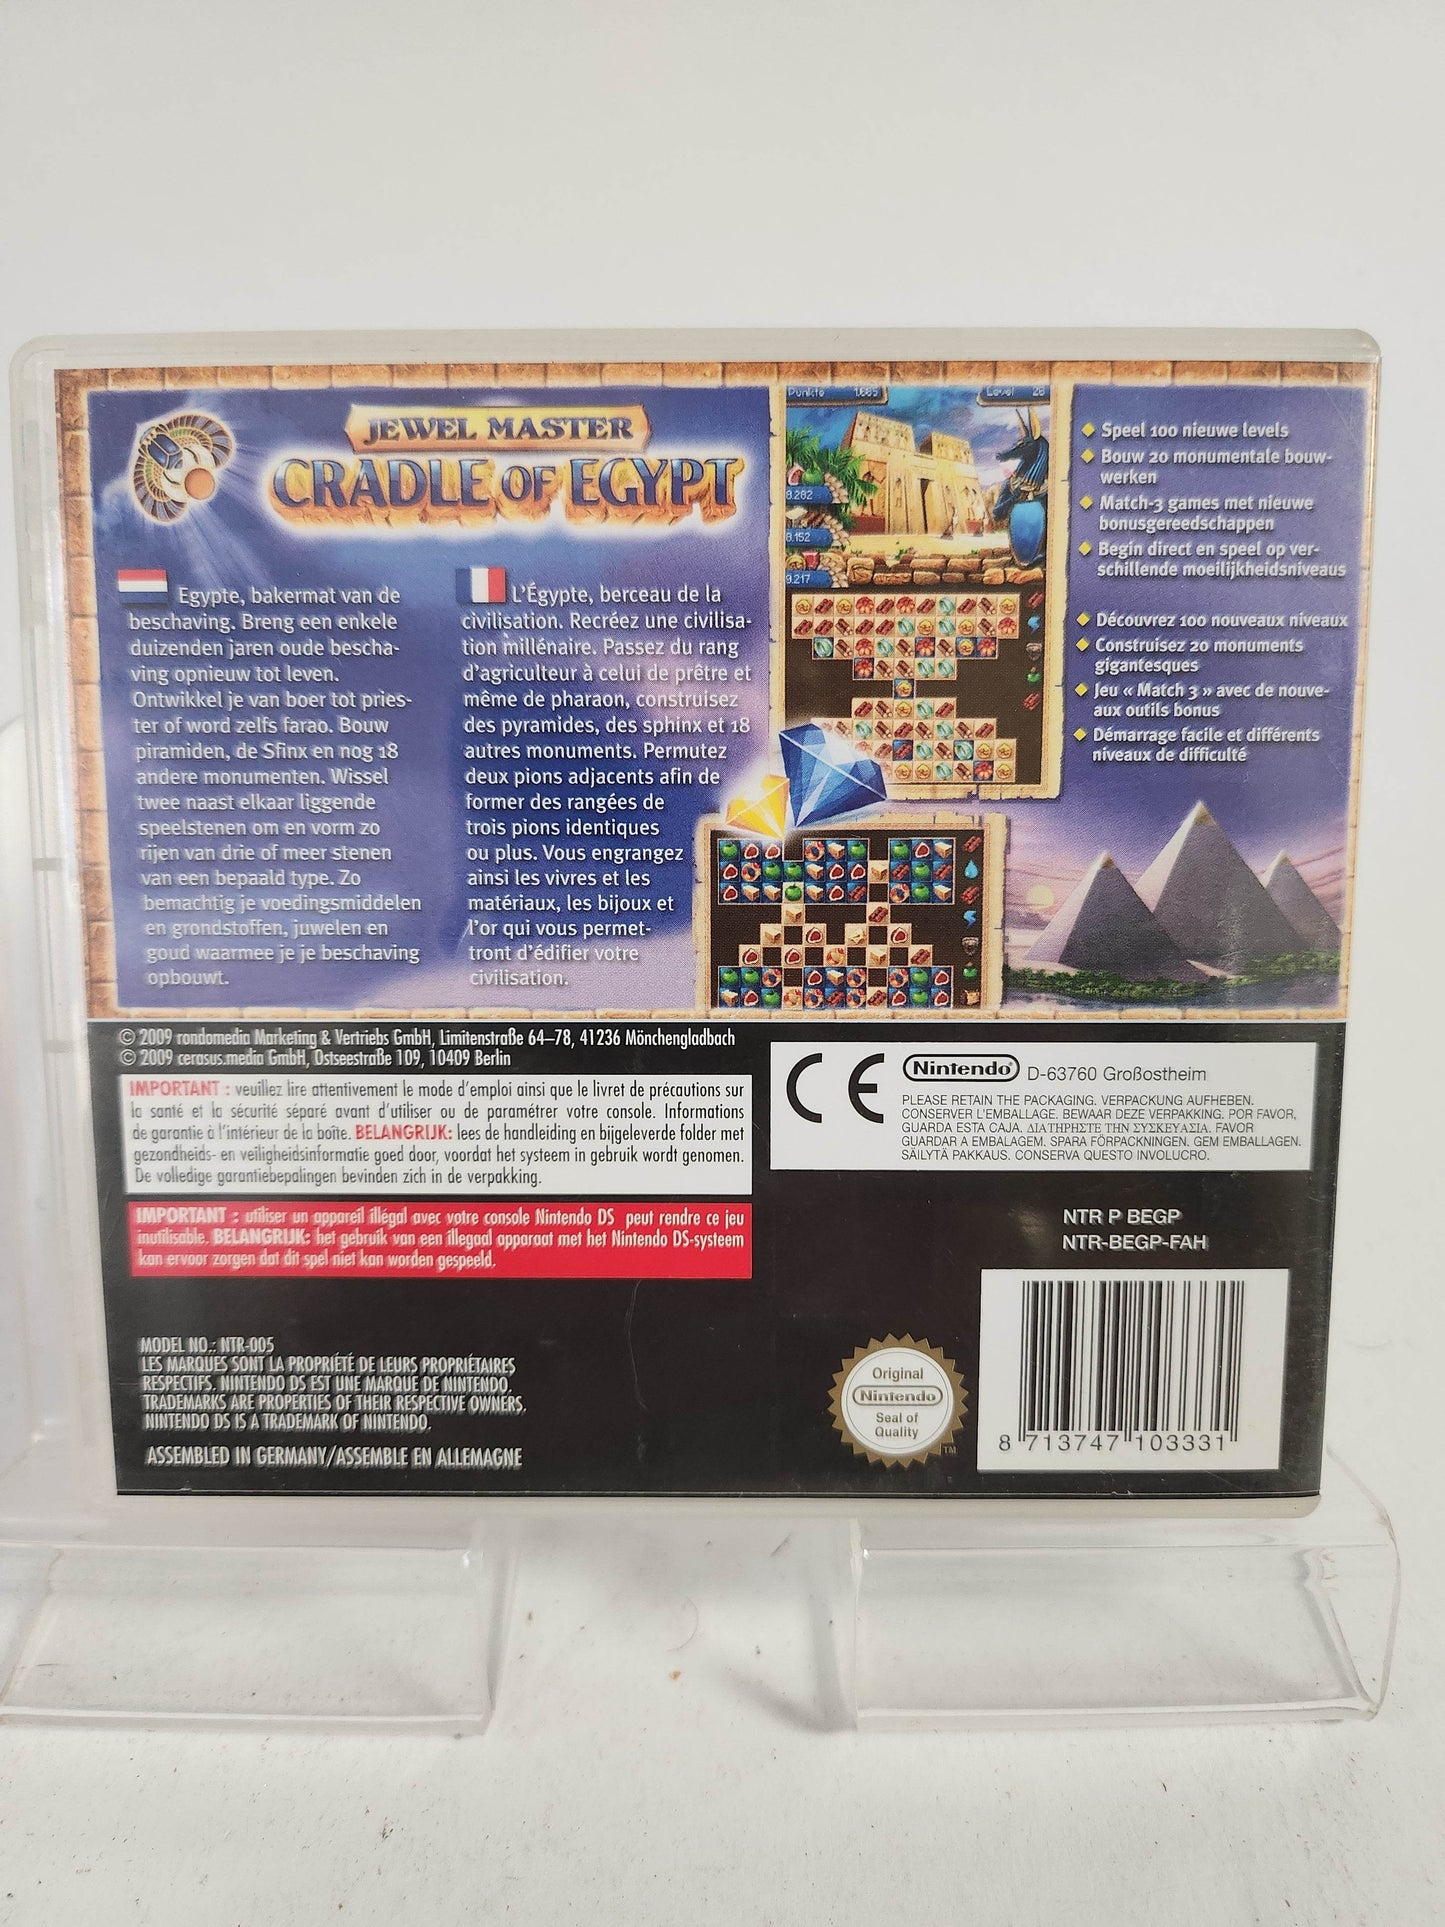 JEWEL MASTER
CRADLE OF EGYPT
Egypte, bakermat van de
beschaving. Breng een enkele
duizenden jaren oude bescha-
ving opnieuw tot leven.
Ontwikkel je van boer tot pries-
ter of word zelfs farao. Bouw
piramiden, de Sfinx en nog 18
andere monumenten. Wissel
twee naast elkaar liggende
speelstenen om en vorm zo
rijen van drie of meer stenen
van een bepaald type. Zo
bemachtig je voedingsmiddelen
en grondstoffen, juwelen en
goud waarmee je je beschaving
opbouwt.
L'Égypte, berceau de la
civilisation. Recréez une civilisa-
tion millénaire. Passez du rang
d'agriculteur à celui de prêtre et
même de pharaon, construisez
des pyramides, des sphinx et 18
autres monuments. Permutez
deux pions adjacents afin de
former des rangées de
trois pions identiques
ou plus. Vous engrangez
ainsi les vivres et les
matériaux, les bijoux et
l'or qui vous permet-
tront d'édifier votre
civilisation.
Punkte 1.685 Level 28
8.282
8.152
9.217
Speel 100 nieuwe levels
Bouw 20 monumentale bouw-
werken
Match-3 games met nieuwe
bonusgereedschappen
Begin direct en speel op ver-
schillende moeilijkheidsniveaus
Découvrez 100 nouveaux niveaux
Construisez 20 monuments
gigantesques
Jeu « Match 3 » avec de nouve-
aux outils bonus
Démarrage facile et différents
niveaux de difficulté
© 2009 rondomedia Marketing & Vertriebs GmbH, Limitenstraße 64–78, 41236 Mönchengladbach
© 2009 cerasus.media GmbH, Ostseestraße 109, 10409 Berlin
IMPORTANT : veuillez lire attentivement le mode d'emploi ainsi que le livret de précautions sur
la santé et la sécurité séparé avant d'utiliser ou de paramétrer votre console. Informations
de garantie à l'intérieur de la boîte. BELANGRIJK: lees de handleiding en bijgeleverde folder met
gezondheids- en veiligheidsinformatie goed door, voordat het systeem in gebruik wordt genomen.
De volledige garantiebepalingen bevinden zich in de verpakking.
IMPORTANT : utiliser un appareil illégal avec votre console Nintendo DS peut rendre ce jeu
inutilisable. BELANGRIJK: het gebruik van een illegaal apparaat met het Nintendo DS-systeem
kan ervoor zorgen dat dit spel niet kan worden gespeeld.
MODEL NO.: NTR-005
LES MARQUES SONT LA PROPRIÉTÉ DE LEURS PROPRIÉTAIRES
RESPECTIFS. NINTENDO DS EST UNE MARQUE DE NINTENDO.
TRADEMARKS ARE PROPERTIES OF THEIR RESPECTIVE OWNERS.
NINTENDO DS IS A TRADEMARK OF NINTENDO.
ASSEMBLED IN GERMANY/ASSEMBLE EN ALLEMAGNE
CE Nintendo® D-63760 Großostheim
PLEASE RETAIN THE PACKAGING. VERPACKUNG AUFHEBEN.
CONSERVER L'EMBALLAGE. BEWAAR DEZE VERPAKKING. POR FAVOR,
GUARDA ESTA CAJA. ΔΙΑΤΗΡΗΣΤΕ ΤΗΝ ΣΥΣΚΕΥΑΣΙΑ. FAVOR
GUARDAR A EMBALAGEM. SPARA FÖRPACKNINGEN. GEM EMBALLAGEN.
SÄILYTÄ PAKKAUS. CONSERVA QUESTO INVOLUCRO.
NTR P BEGP
NTR-BEGP-FAH
Original
Nintendo
Seal of
Quality
TM
8 713747 103331